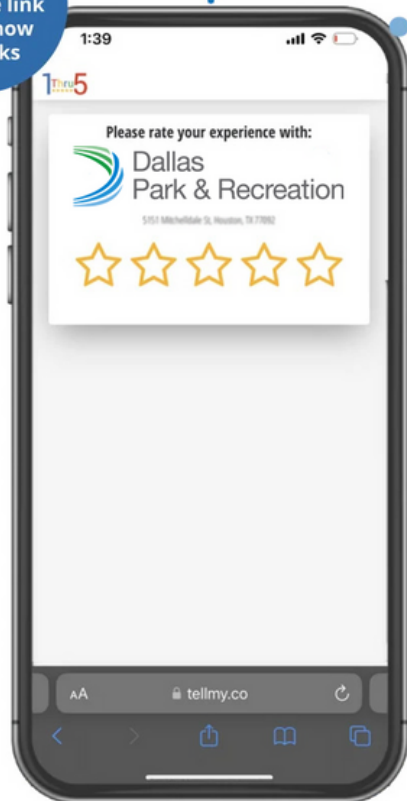 link
now
ks
1:39
1Thru5
Please rate your experience with:
Dallas
Park & Recreation
5151 Mitchelldale St, Houston, TX 77092
AA
tellmy.co